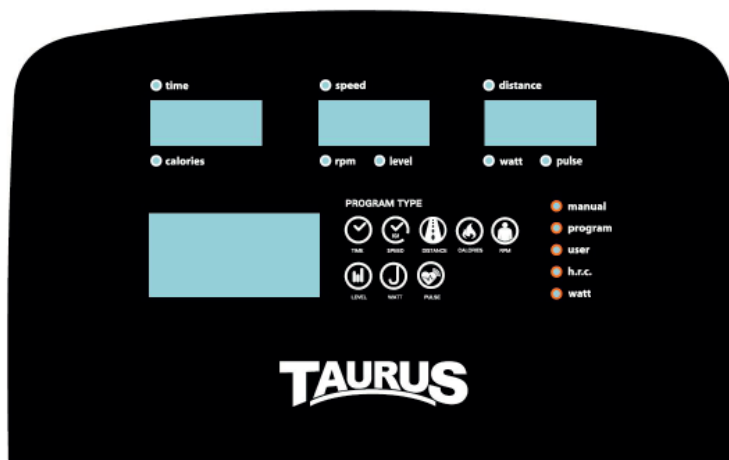 time speed distance
calories rpm level watt pulse
PROGRAM TYPE
manual
program
user
h.r.c.
watt
TIME SPEED DISTANCE CALORIES RPM
LEVEL WATT PULSE
TAURUS